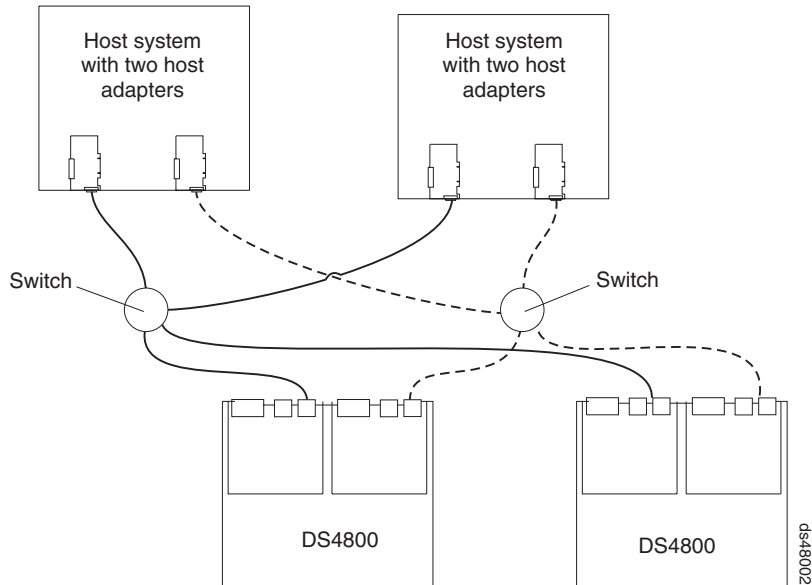 Host system
with two host
adapters
Host system
with two host
adapters
Switch
Switch
DS4800
DS4800
ds48002